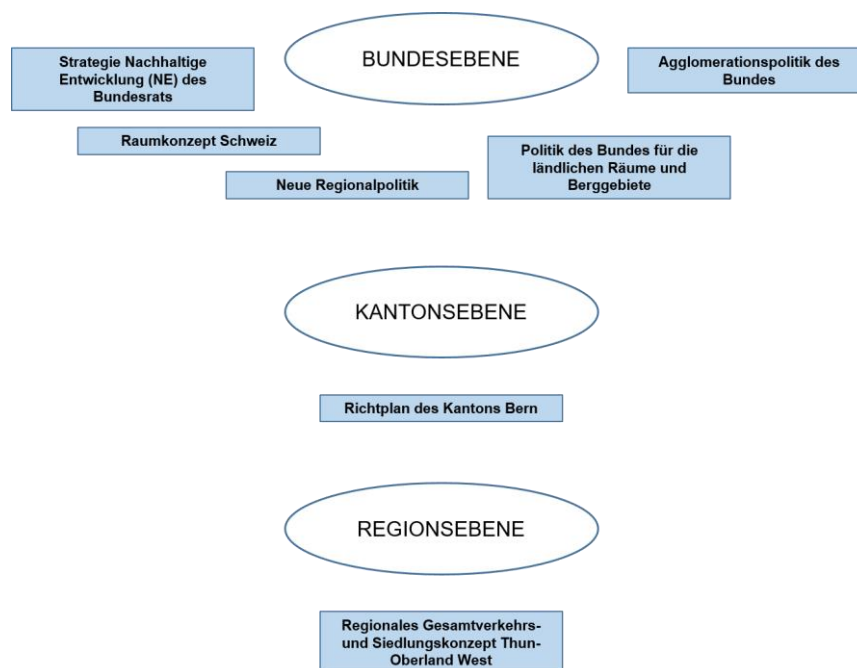 BUNDESEBENE
Strategie Nachhaltige
Entwicklung (NE) des
Bundesrats
Agglomerationspolitik des
Bundes
Raumkonzept Schweiz
Politik des Bundes für die
ländlichen Räume und
Berggebiete
Neue Regionalpolitik
KANTONSEBENE
Richtplan des Kantons Bern
REGIONSEBENE
Regionales Gesamtverkehrs-
und Siedlungskonzept Thun-
Oberland West